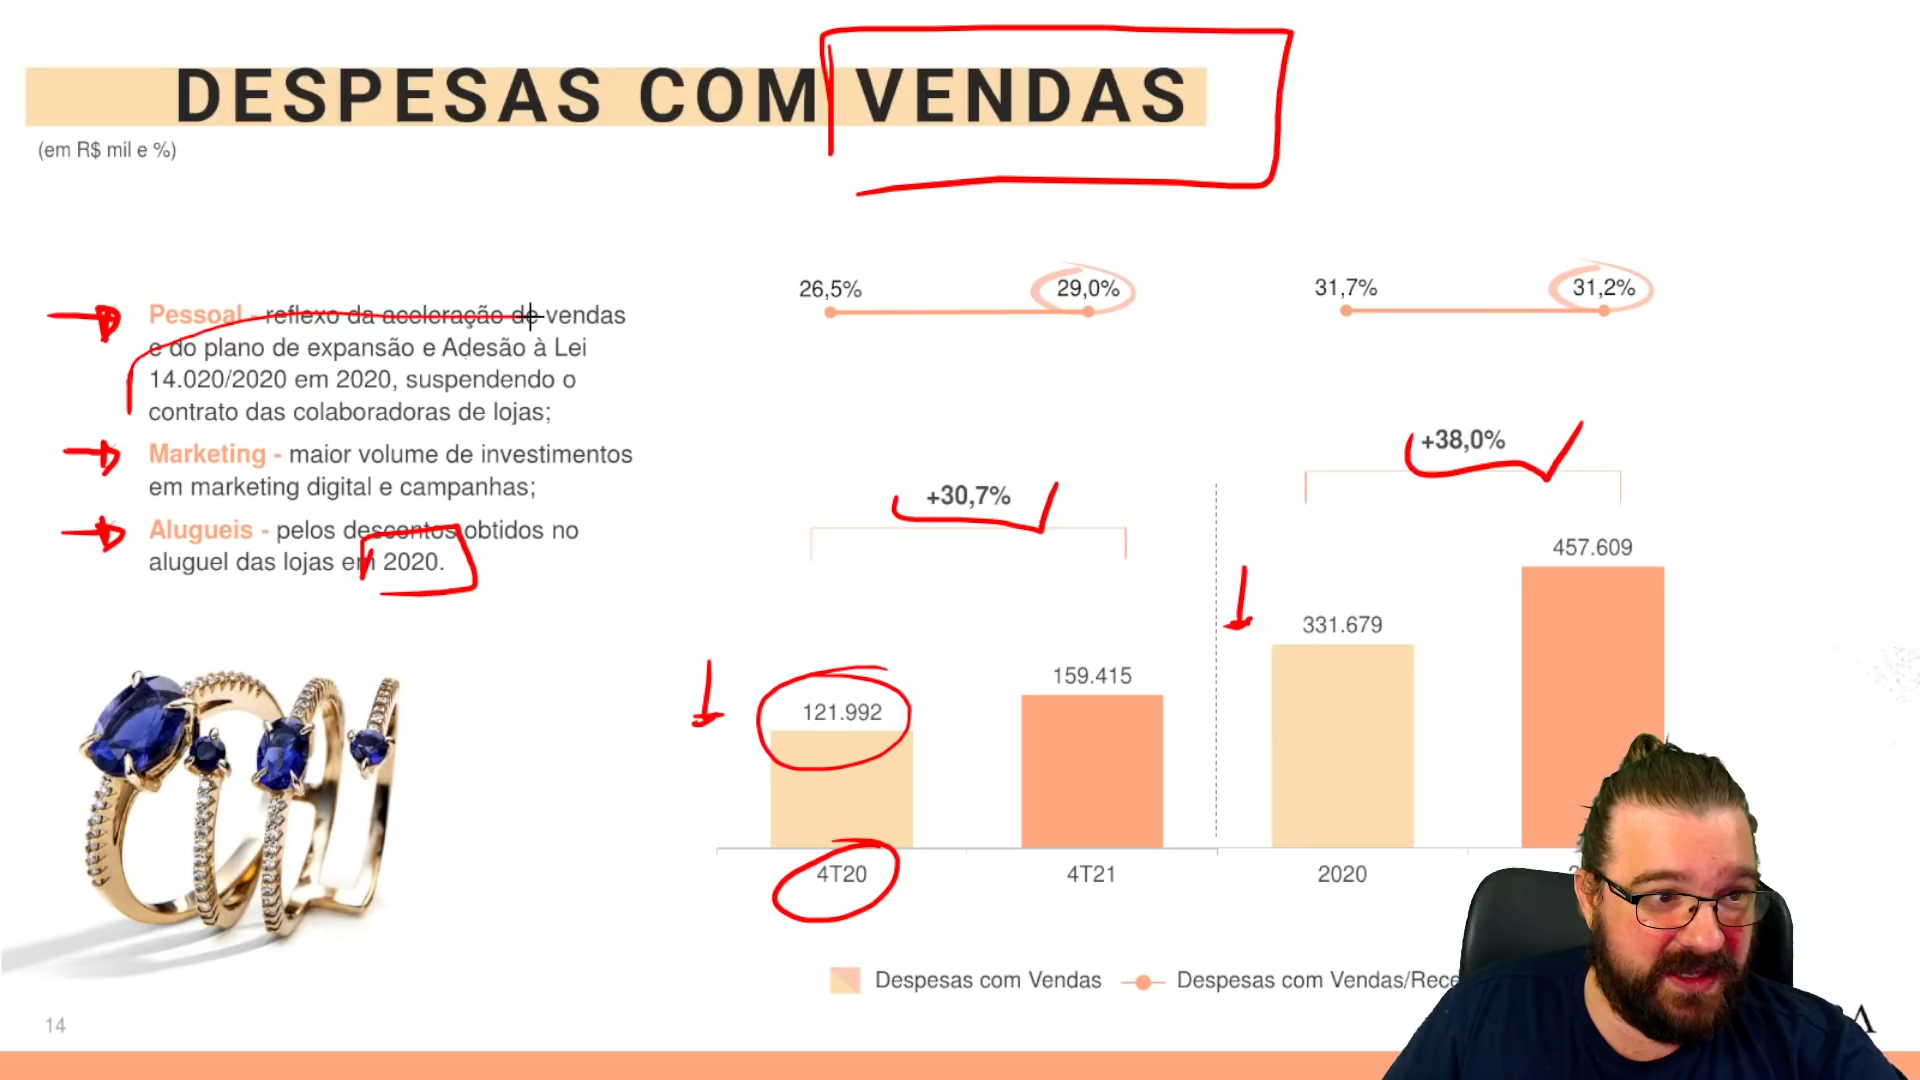 DESPESAS COM VENDAS
(em R$ mil e %)
Pessoal - reflexo da aceleração de vendas
e do plano de expansão e Adesão à Lei
14.020/2020 em 2020, suspendendo o
contrato das colaboradoras de lojas;
Marketing - maior volume de investimentos
em marketing digital e campanhas;
Alugueis - pelos descontos obtidos no
aluguel das lojas em 2020.
26,5%
29,0%
31,7%
31,2%
+30,7%
+38,0%
121.992
159.415
331.679
457.609
4T20
4T21
2020
Despesas com Vendas
Despesas com Vendas/Rece
14